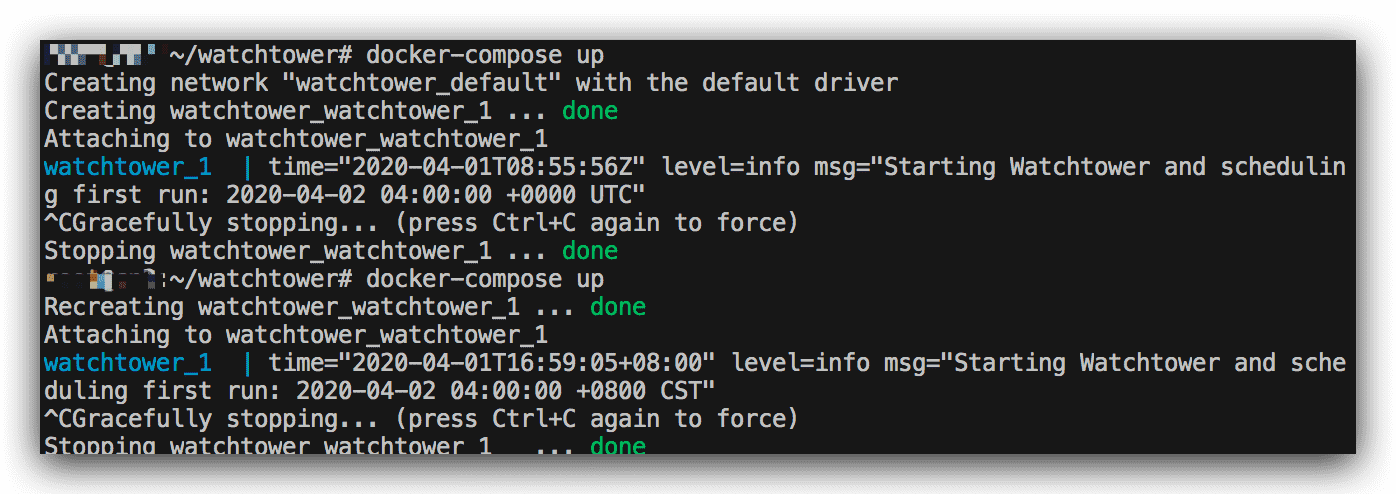 ~/watchtower# docker-compose up
Creating network "watchtower_default" with the default driver
Creating watchtower_watchtower_1 ... done
Attaching to watchtower_watchtower_1
watchtower_1  | time="2020-04-01T08:55:56Z" level=info msg="Starting Watchtower and schedulin
g first run: 2020-04-02 04:00:00 +0000 UTC"
^CGracefully stopping... (press Ctrl+C again to force)
Stopping watchtower_watchtower_1 ... done
:~/watchtower# docker-compose up
Recreating watchtower_watchtower_1 ... done
Attaching to watchtower_watchtower_1
watchtower_1  | time="2020-04-01T16:59:05+08:00" level=info msg="Starting Watchtower and sche
duling first run: 2020-04-02 04:00:00 +0800 CST"
^CGracefully stopping... (press Ctrl+C again to force)
Stopping watchtower_watchtower_1   ... done